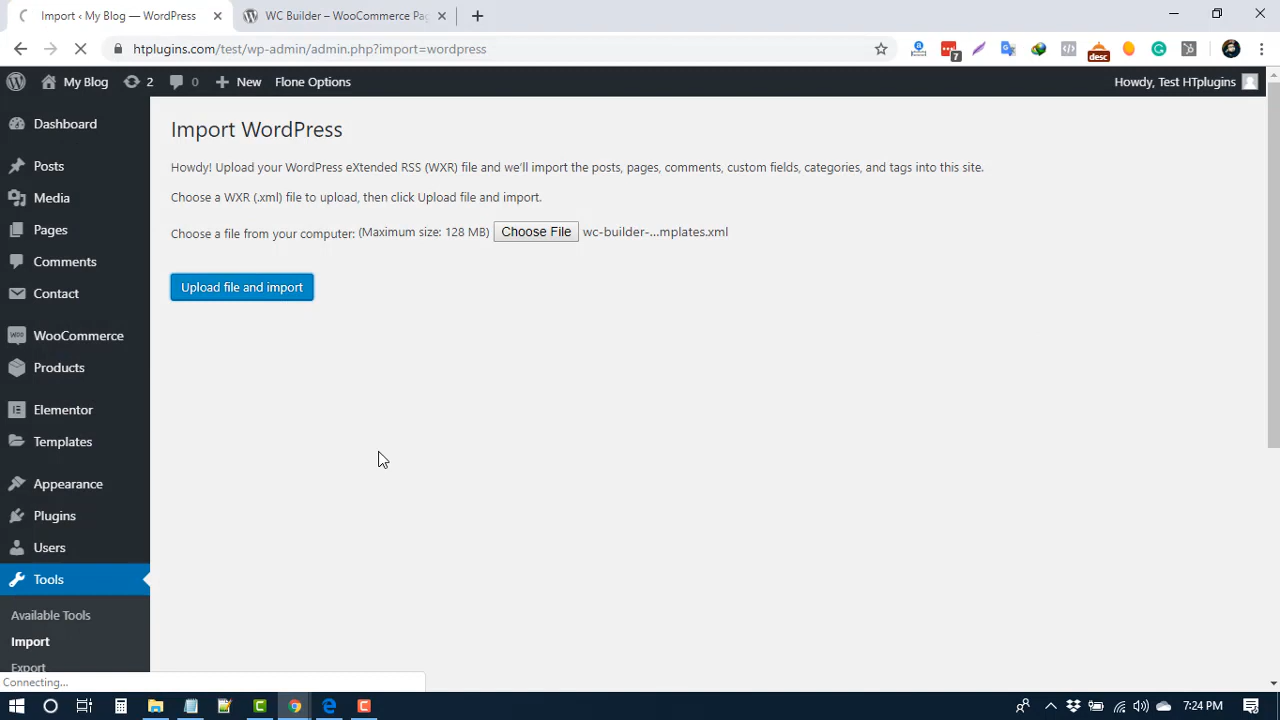 Import ‹ My Blog — WordPress
WC Builder – WooCommerce Pag
htplugins.com/test/wp-admin/admin.php?import=wordpress
7
desc
My Blog
2
0
New
Flone Options
Howdy, Test HTplugins
Dashboard
Posts
Media
Pages
Comments
Contact
WooCommerce
Products
Elementor
Templates
Appearance
Plugins
Users
Tools
Available Tools
Import
Export
Import WordPress
Howdy! Upload your WordPress eXtended RSS (WXR) file and we'll import the posts, pages, comments, custom fields, categories, and tags into this site.
Choose a WXR (.xml) file to upload, then click Upload file and import.
Choose a file from your computer: (Maximum size: 128 MB) Choose File wc-builder-...mplates.xml
Upload file and import
Connecting...
7:24 PM